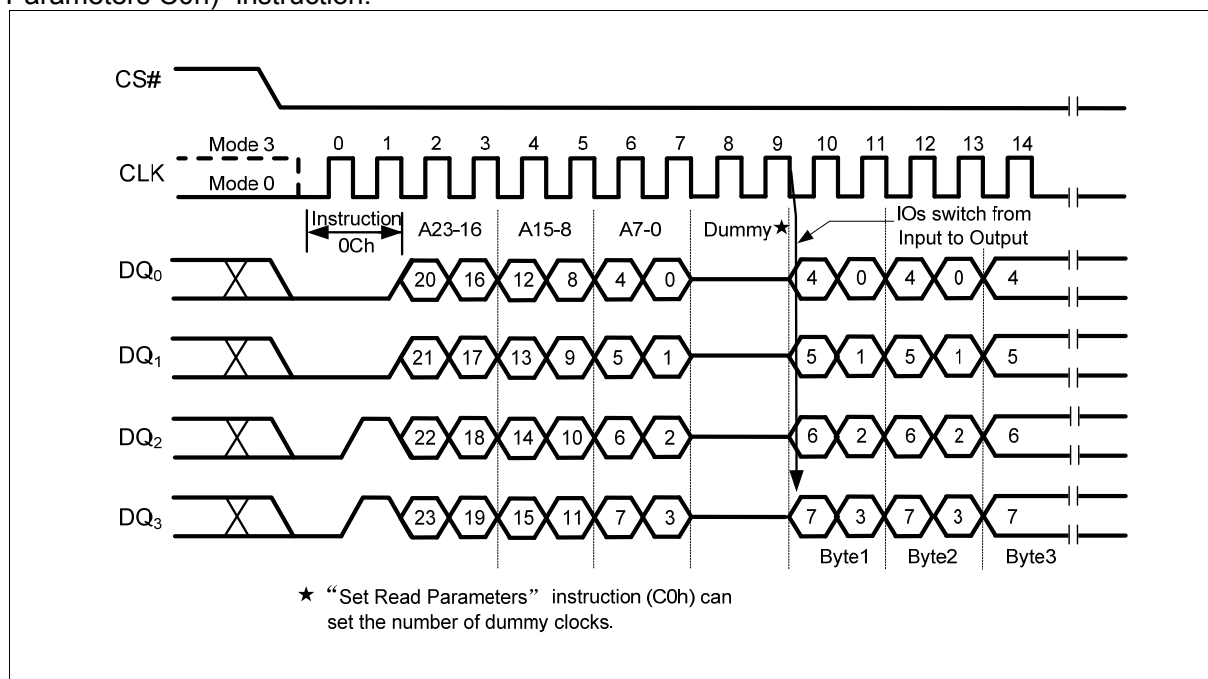 Parameters C0h)" instruction.
CS#
Mode 3 0 1 2 3 4 5 6 7 8 9 10 11 12 13 14
CLK
Mode 0
Instruction A23-16 A15-8 A7-0 Dummy★ IOs switch from
0Ch Input to Output
DQ0 20 16 12 8 4 0 4 0 4 0 4
DQ1 21 17 13 9 5 1 5 1 5 1 5
DQ2 22 18 14 10 6 2 6 2 6 2 6
DQ3 23 19 15 11 7 3 7 3 7 3 7
Byte1 Byte2 Byte3
★ “Set Read Parameters” instruction (C0h) can
set the number of dummy clocks.